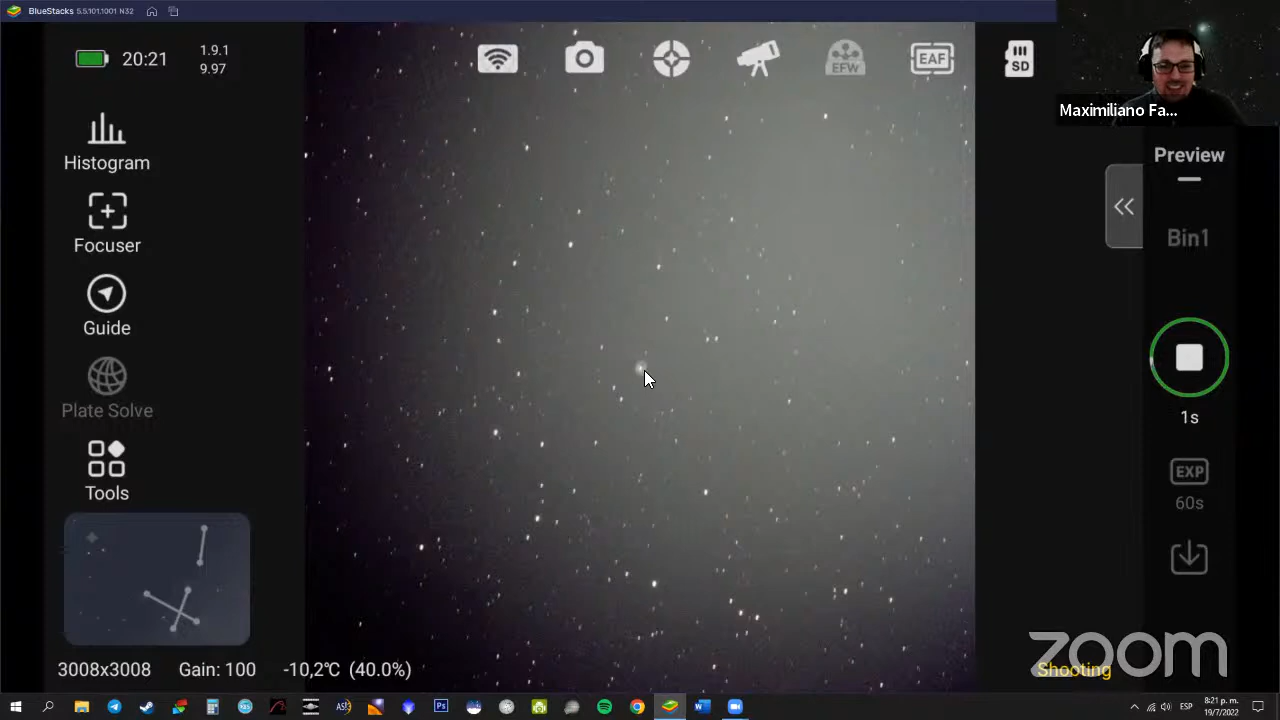 BlueStacks 5.5.101.1001 N32
20:21
1.9.1
9.97
EFW
EAF
SD
Maximiliano Fa...
Histogram
Preview
Focuser
Bin1
Guide
Plate Solve
1s
Tools
EXP
60s
3008x3008 Gain: 100 -10,2℃ (40.0%)
Shooting
zoom
Ps
W
ESP
8:21 p. m.
19/7/2022